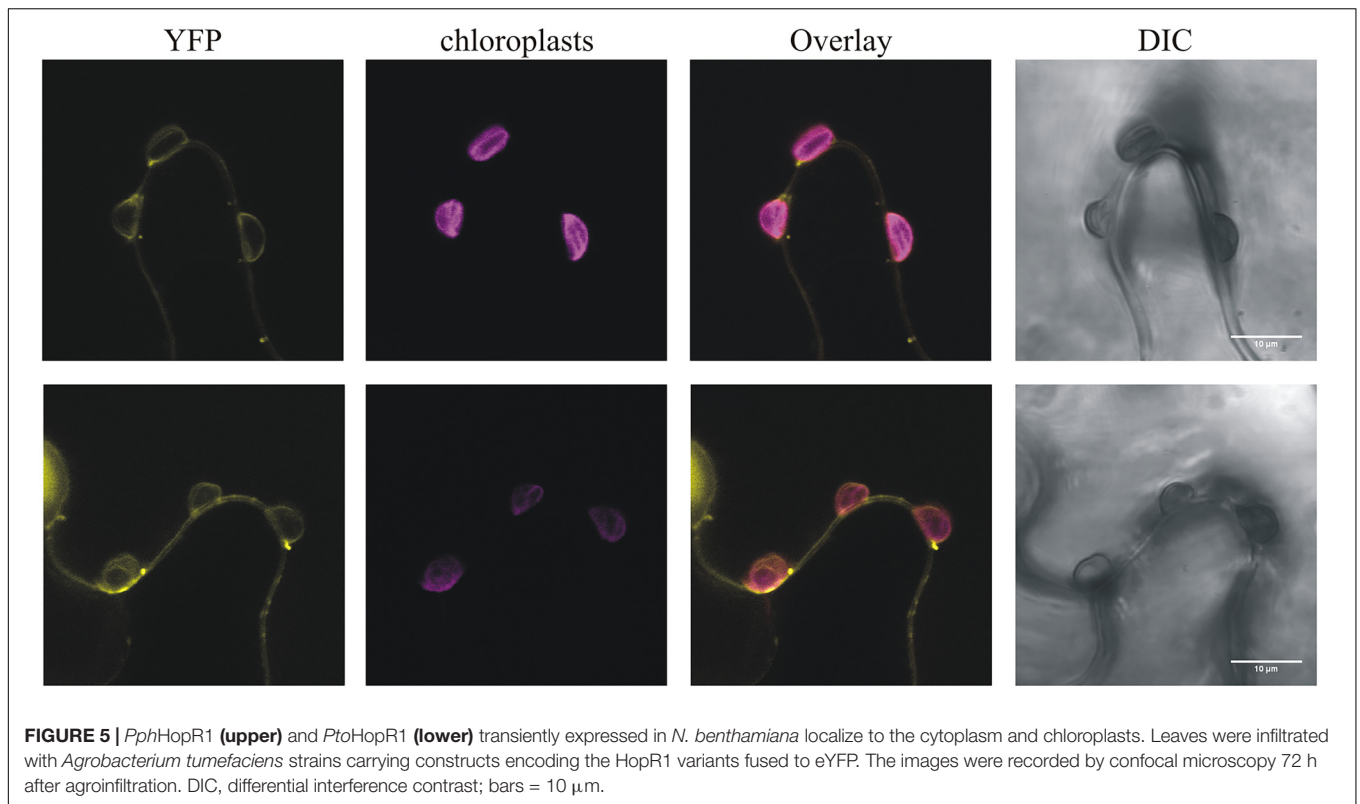 YFP chloroplasts Overlay DIC
10 µm
10 µm
FIGURE 5 | PphHopR1 (upper) and PtoHopR1 (lower) transiently expressed in N. benthamiana localize to the cytoplasm and chloroplasts. Leaves were infiltrated
with Agrobacterium tumefaciens strains carrying constructs encoding the HopR1 variants fused to eYFP. The images were recorded by confocal microscopy 72 h
after agroinfiltration. DIC, differential interference contrast; bars = 10 µm.